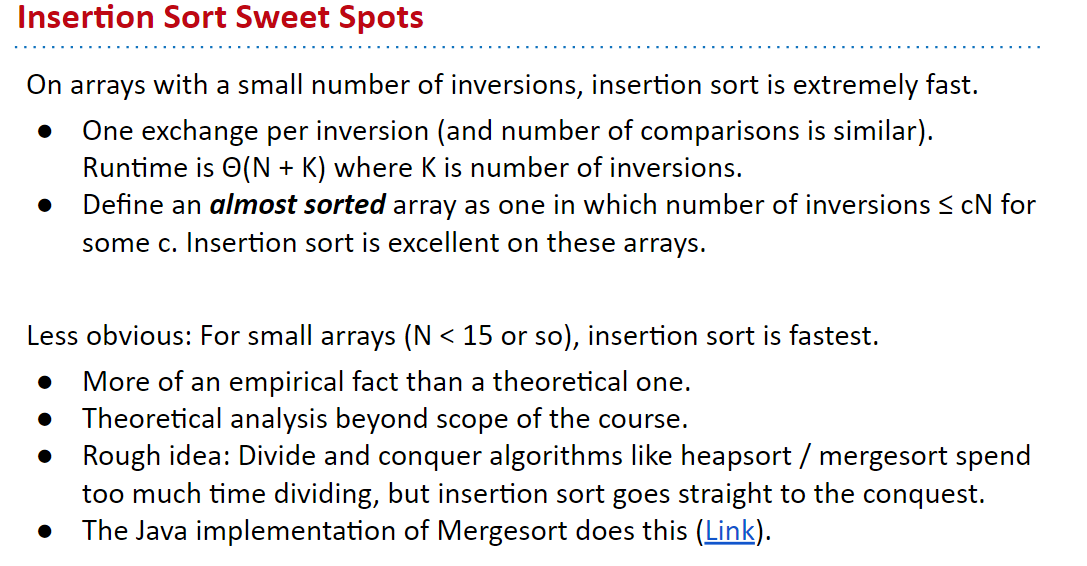 Insertion Sort Sweet Spots
On arrays with a small number of inversions, insertion sort is extremely fast.
● One exchange per inversion (and number of comparisons is similar).
Runtime is Θ(N + K) where K is number of inversions.
● Define an almost sorted array as one in which number of inversions ≤ cN for
some c. Insertion sort is excellent on these arrays.
Less obvious: For small arrays (N < 15 or so), insertion sort is fastest.
● More of an empirical fact than a theoretical one.
● Theoretical analysis beyond scope of the course.
● Rough idea: Divide and conquer algorithms like heapsort / mergesort spend
too much time dividing, but insertion sort goes straight to the conquest.
● The Java implementation of Mergesort does this (Link).